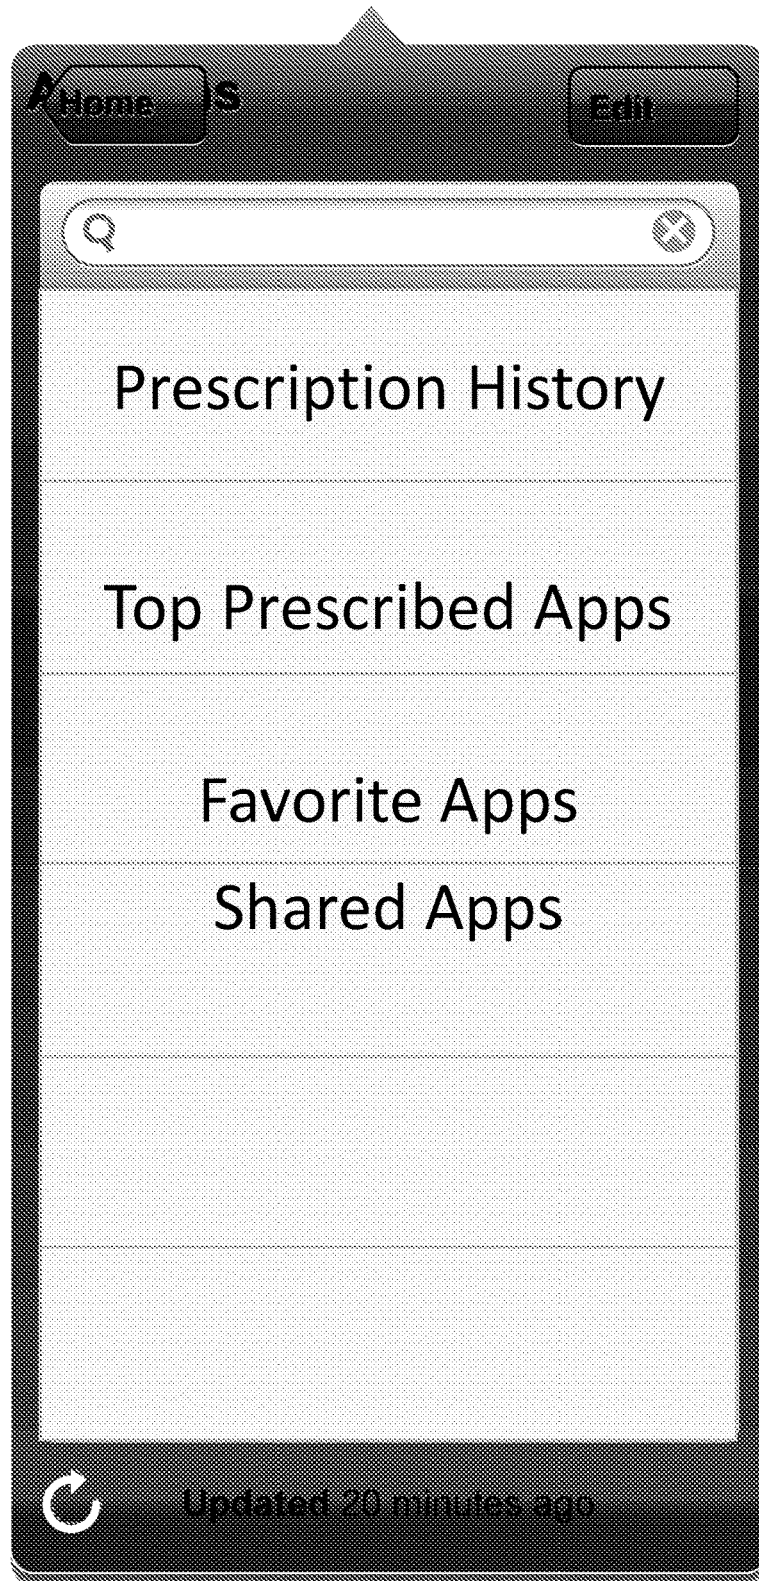 Home
Edit
Prescription History
Top Prescribed Apps
Favorite Apps
Shared Apps
Updated 20 minutes ago